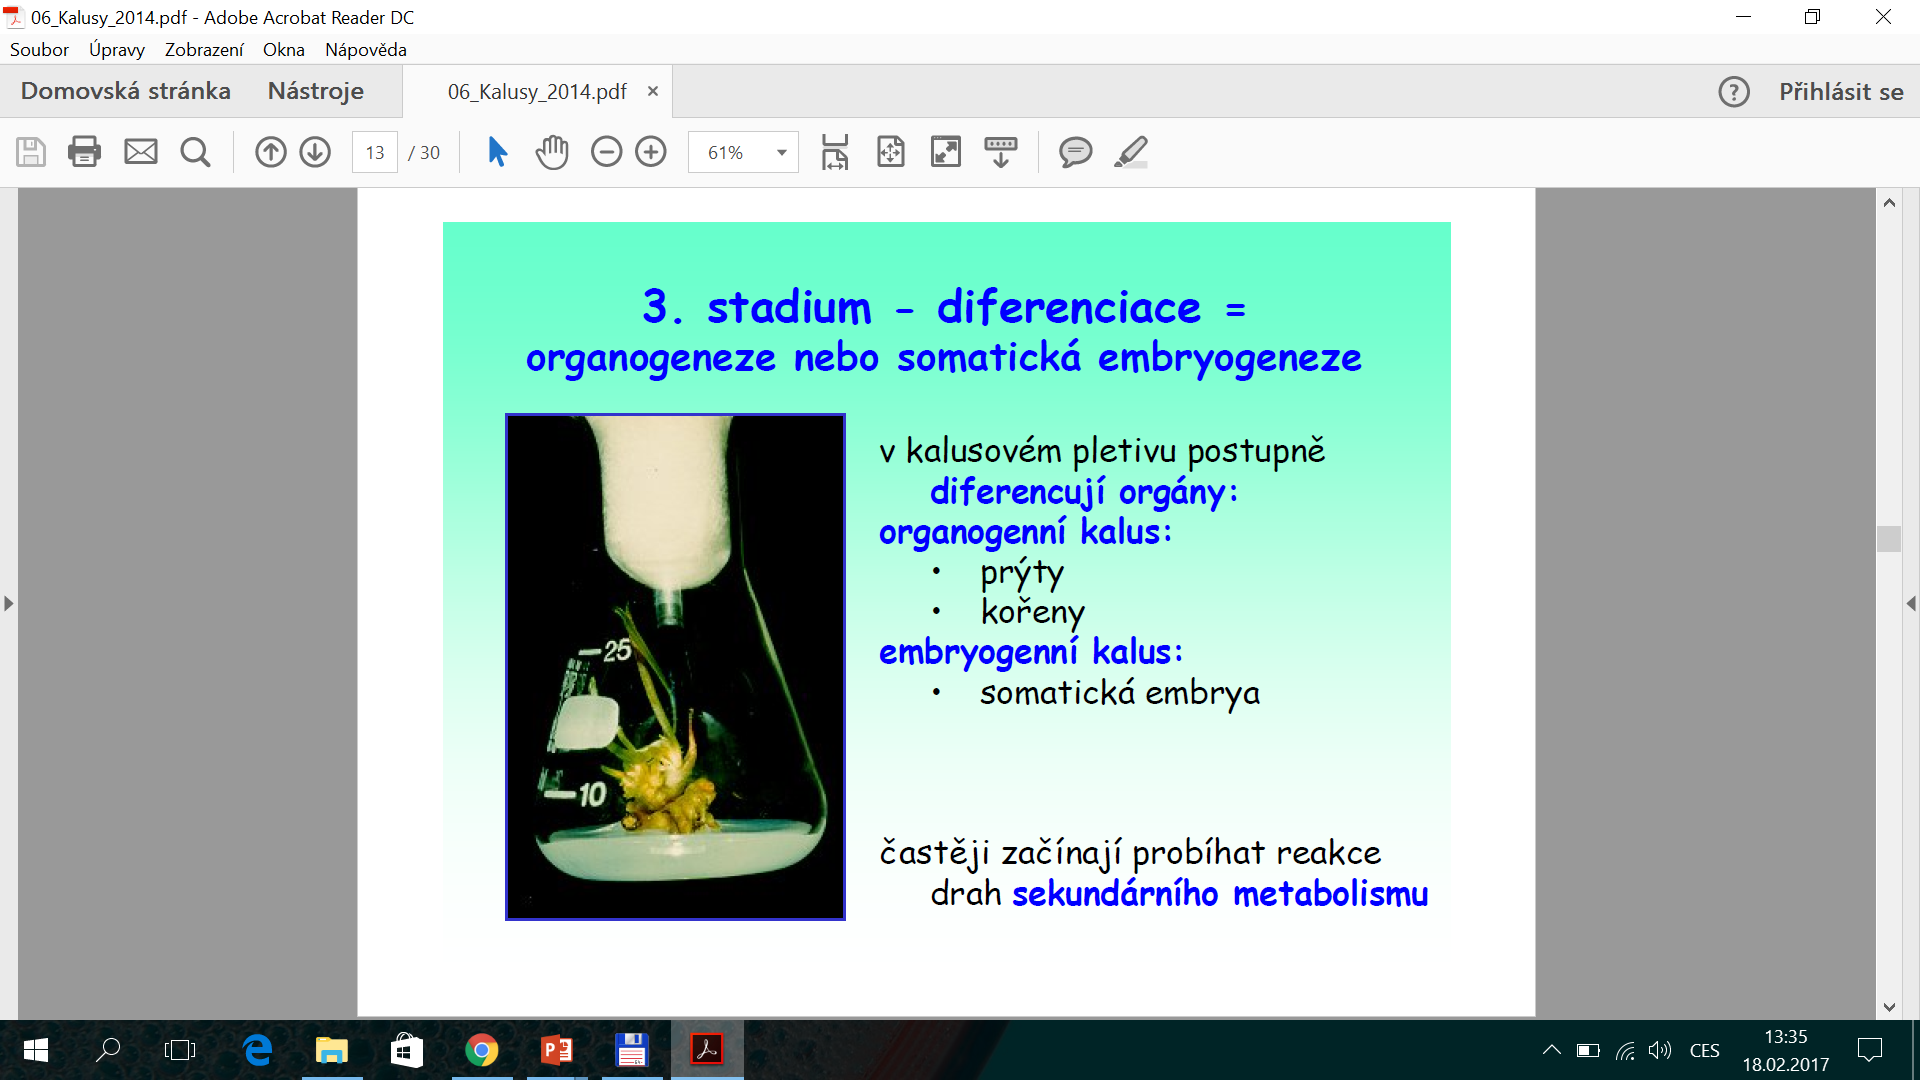 06_Kalusy_2014.pdf - Adobe Acrobat Reader DC
Soubor Úpravy Zobrazení Okna Nápověda
Domovská stránka Nástroje 06_Kalusy_2014.pdf × ? Přihlásit se
13 / 30 61%
3. stadium - diferenciace =
organogeneze nebo somatická embryogeneze
v kalusovém pletivu postupně
diferencují orgány:
organogenní kalus:
• prýty
• kořeny
embryogenní kalus:
• somatická embrya
častěji začínají probíhat reakce
drah sekundárního metabolismu
25
10
CES
13:35
18.02.2017